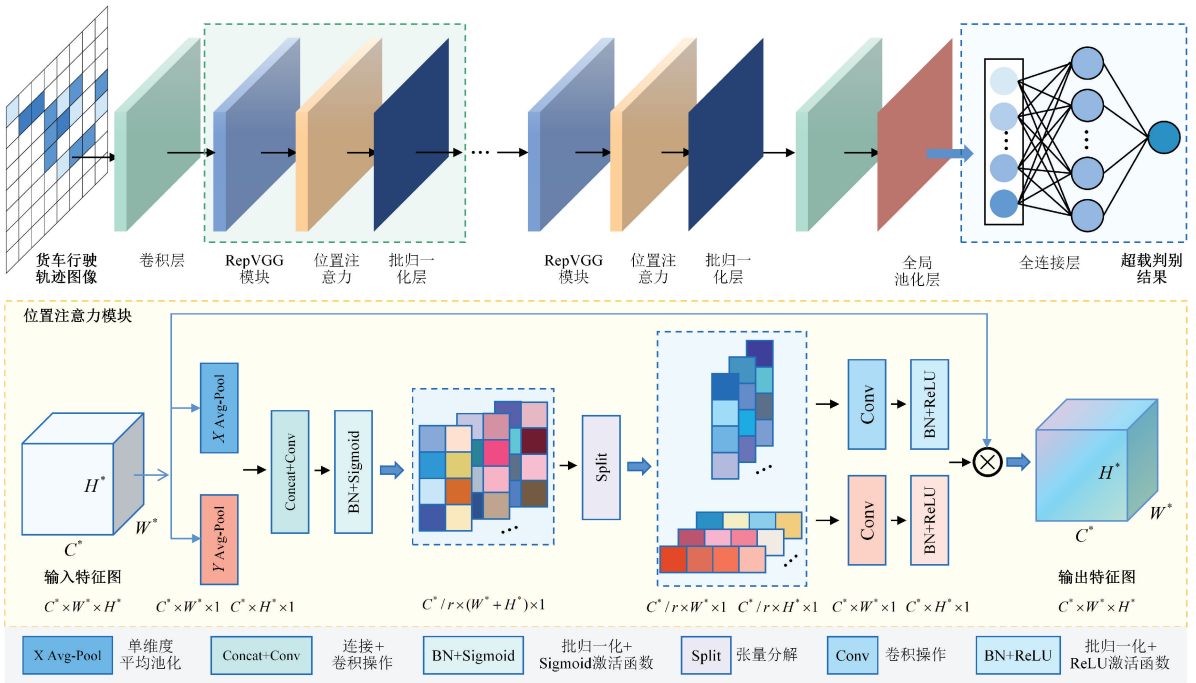 货车行驶
轨迹图像
卷积层
RepVGG
模块
位置注
意力
批归一
化层
RepVGG
模块
位置注
意力
批归一
化层
全局
池化层
全连接层
超载判别
结果
位置注意力模块
H*
W*
C*
输入特征图
C*×W*×H*
X Avg-Pool
Y Avg-Pool
C*×W*×1 C*×H*×1
Concat+Conv
BN+Sigmoid
C*/r×(W*+H*)×1
Split
C*/r×W*×1 C*/r×H*×1
Conv
BN+ReLU
Conv
BN+ReLU
C*×W*×1 C*×H*×1
H*
W*
C*
输出特征图
C*×W*×H*
X Avg-Pool
单维度
平均池化
Concat+Conv
连接+
卷积操作
BN+Sigmoid
批归一化+
Sigmoid激活函数
Split
张量分解
Conv
卷积操作
BN+ReLU
批归一化+
ReLU激活函数